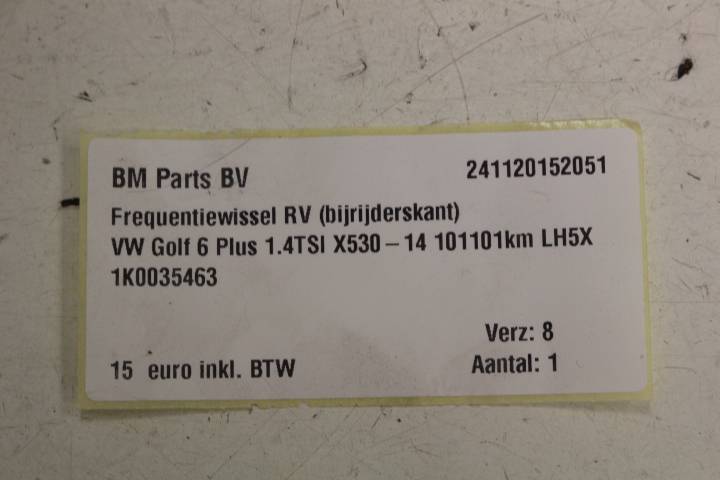 BM Parts BV 241120152051
Frequentiewissel RV (bijrijderskant)
VW Golf 6 Plus 1.4TSI X530 – 14 101101km LH5X
1K0035463
Verz: 8
15 euro inkl. BTW Aantal: 1